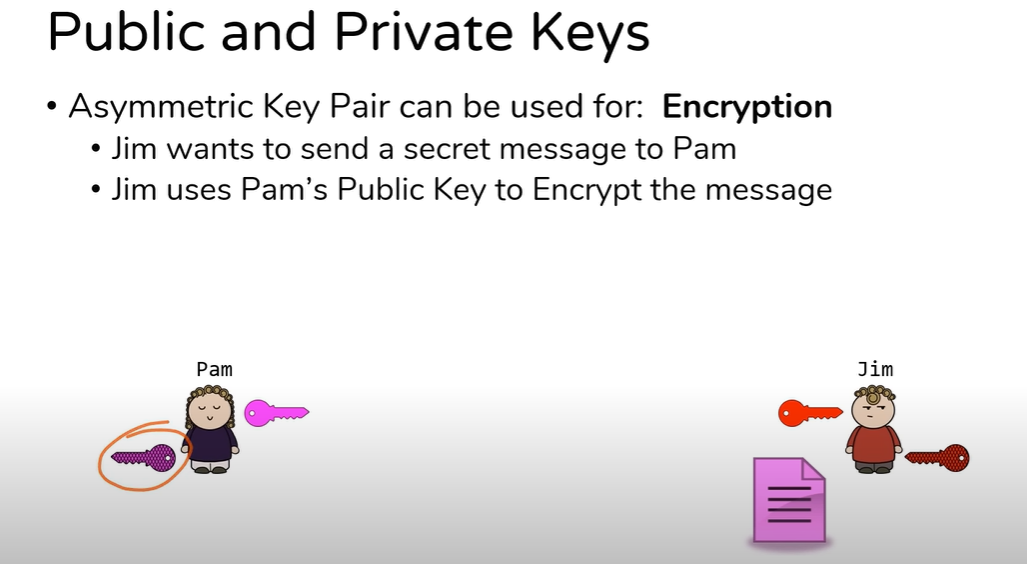 Public and Private Keys
• Asymmetric Key Pair can be used for:  Encryption
• Jim wants to send a secret message to Pam
• Jim uses Pam's Public Key to Encrypt the message
Pam
Jim